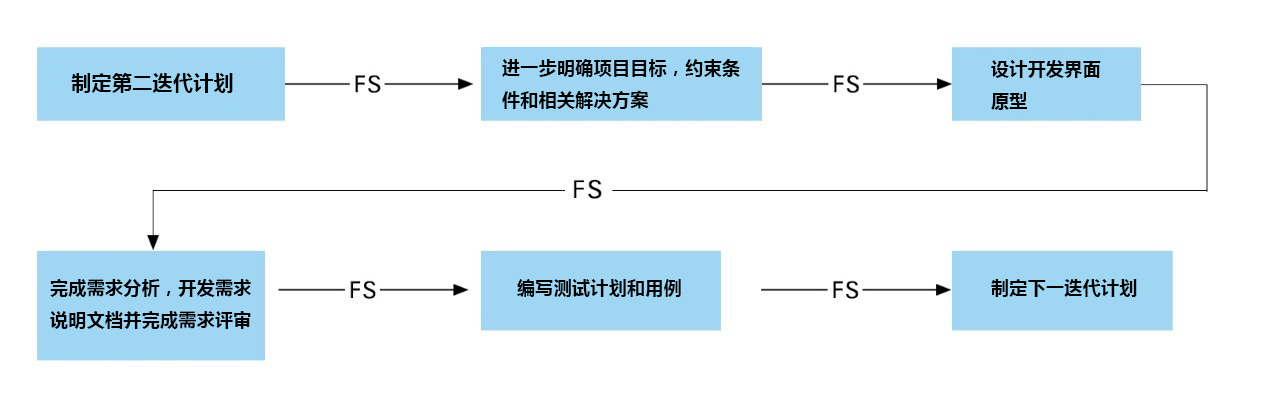 制定第二迭代计划
FS
进一步明确项目目标，约束条
件和相关解决方案
FS
设计开发界面
原型
FS
完成需求分析，开发需求
说明文档并完成需求评审
FS
编写测试计划和用例
FS
制定下一迭代计划